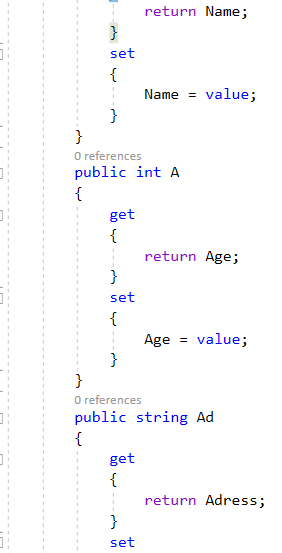 return Name;
}
set
{
Name = value;
}
}
0 references
public int A
{
get
{
return Age;
}
set
{
Age = value;
}
}
0 references
public string Ad
{
get
{
return Adress;
}
set